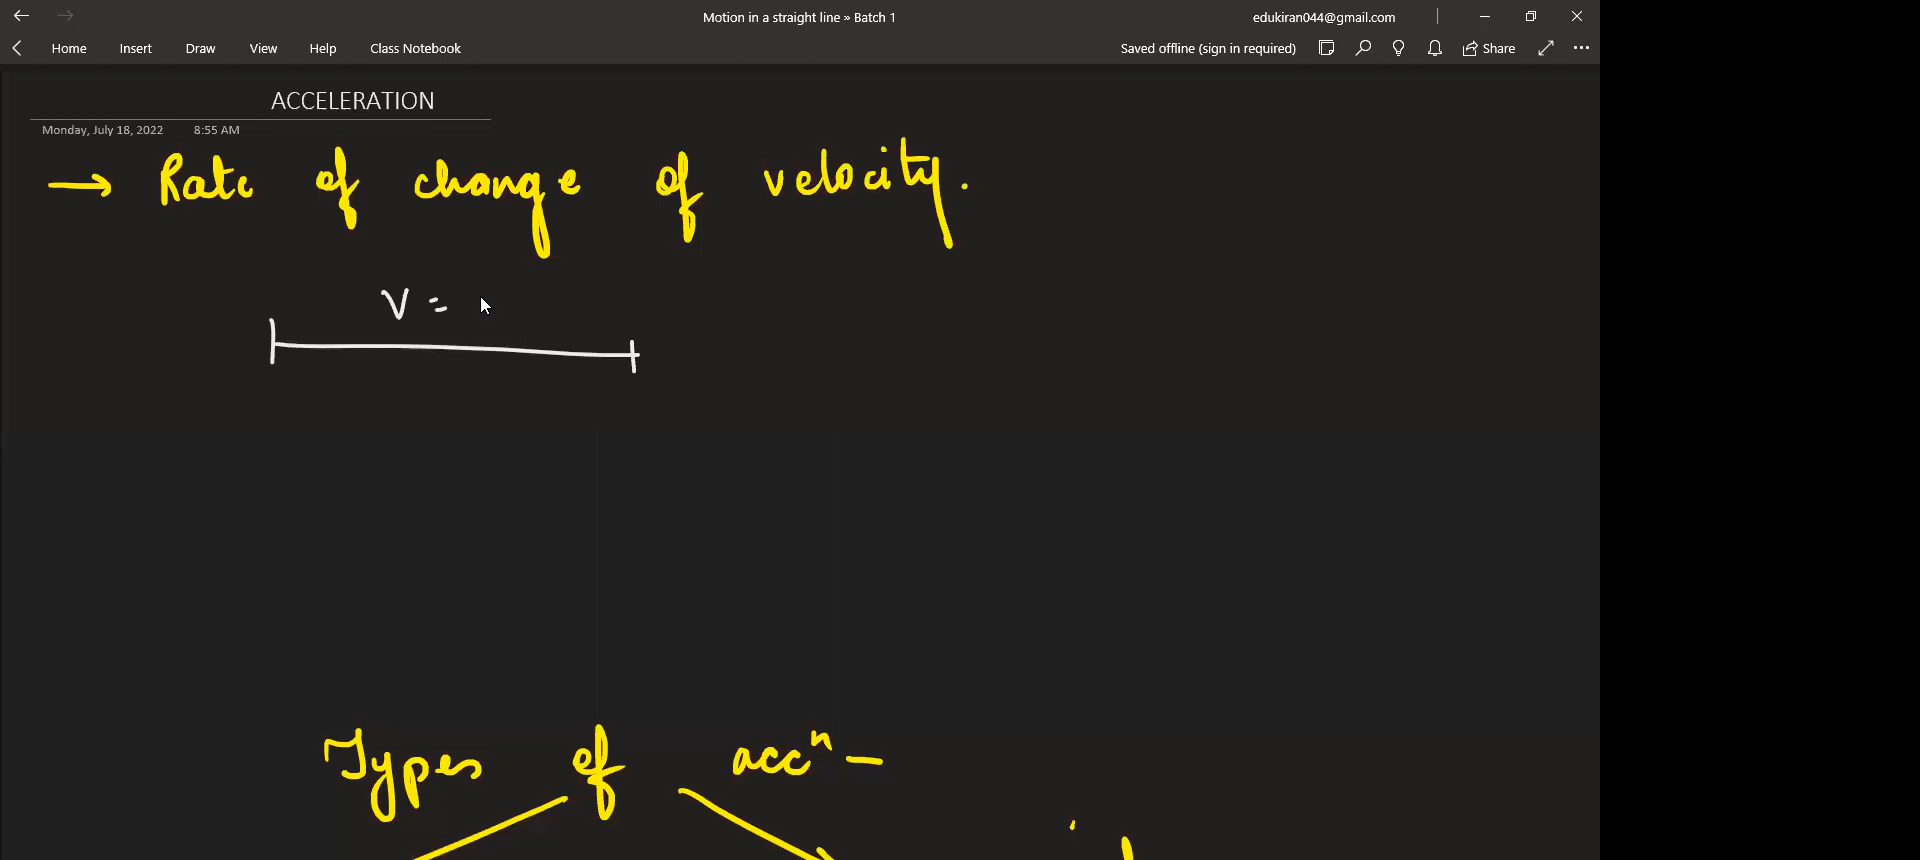 Motion in a straight line » Batch 1
edukiran044@gmail.com
Home Insert Draw View Help Class Notebook
Saved offline (sign in required) Share
ACCELERATION
Monday, July 18, 2022 8:55 AM
→ Rate of change of velocity.
V =
Types of accⁿ −